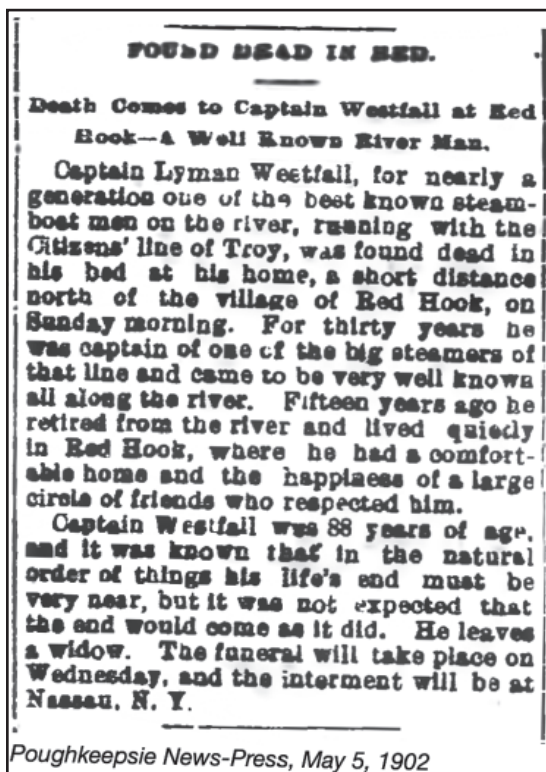 FOUND DEAD IN BED.
Death Comes to Captain Westfall at Red
Hook—A Well Known River Man.
Captain Lyman Westfall, for nearly a
generation one of the best known steam-
boat men on the river, running with the
Citizens' line of Troy, was found dead in
his bed at his home, a short distance
north of the village of Red Hook, on
Sunday morning. For thirty years he
was captain of one of the big steamers of
that line and came to be very well known
all along the river. Fifteen years ago he
retired from the river and lived quietly
in Red Hook, where he had a comfort-
able home and the happiness of a large
circle of friends who respected him.
Captain Westfall was 88 years of age,
and it was known that in the natural
order of things his life's end must be
very near, but it was not expected that
the end would come as it did. He leaves
a widow. The funeral will take place on
Wednesday, and the interment will be at
Nassau, N. Y.
Poughkeepsie News-Press, May 5, 1902